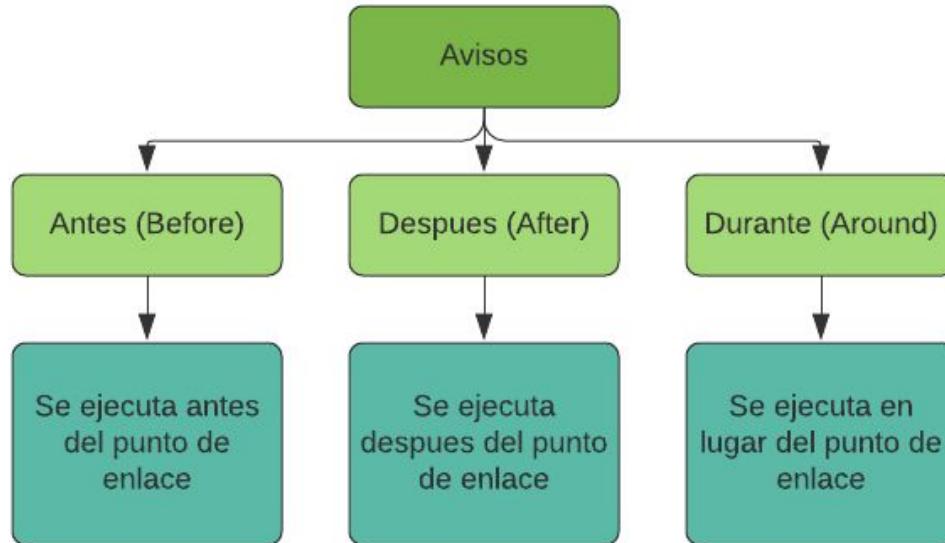 Avisos
Antes (Before)
Despues (After)
Durante (Around)
Se ejecuta antes
del punto de
enlace
Se ejecuta
despues del punto
de enlace
Se ejecuta en
lugar del punto de
enlace